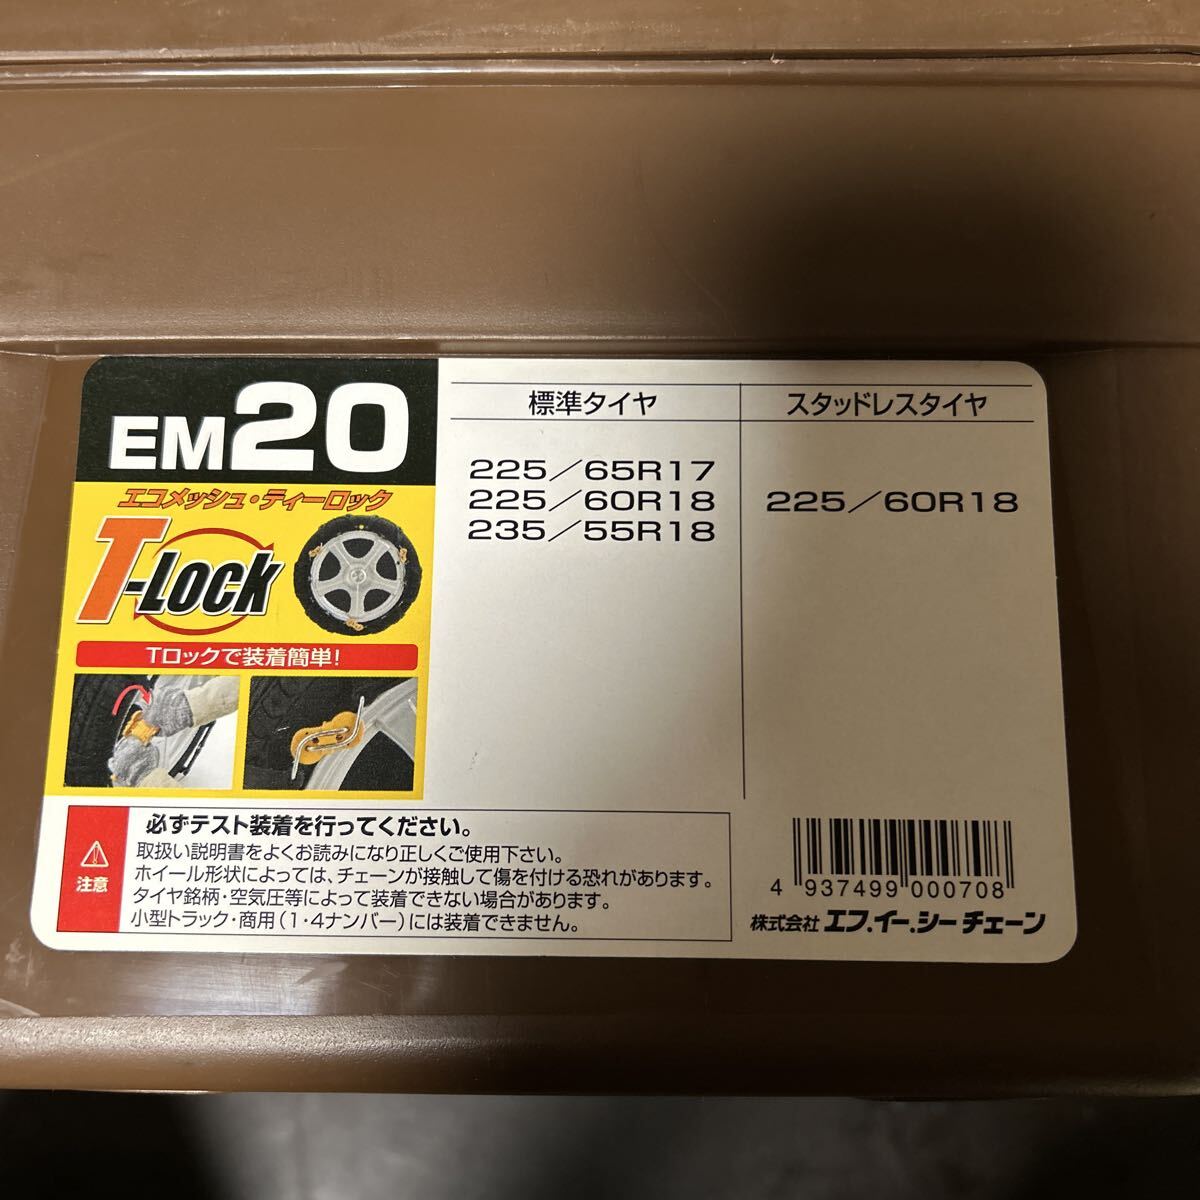 EM20
エコメッシュ・ティーロック
T-Lock
Tロックで装着簡単!
標準タイヤ
225/65R17
225/60R18
235/55R18
スタッドレスタイヤ
225/60R18
注意
必ずテスト装着を行ってください。
取扱い説明書をよくお読みになり正しくご使用下さい。
ホイール形状によっては、チェーンが接触して傷を付ける恐れがあります。
タイヤ銘柄・空気圧等によって装着できない場合があります。
小型トラック・商用(1・4ナンバー)には装着できません。
4 937499 000708
株式会社 エフ.イー.シーチェーン